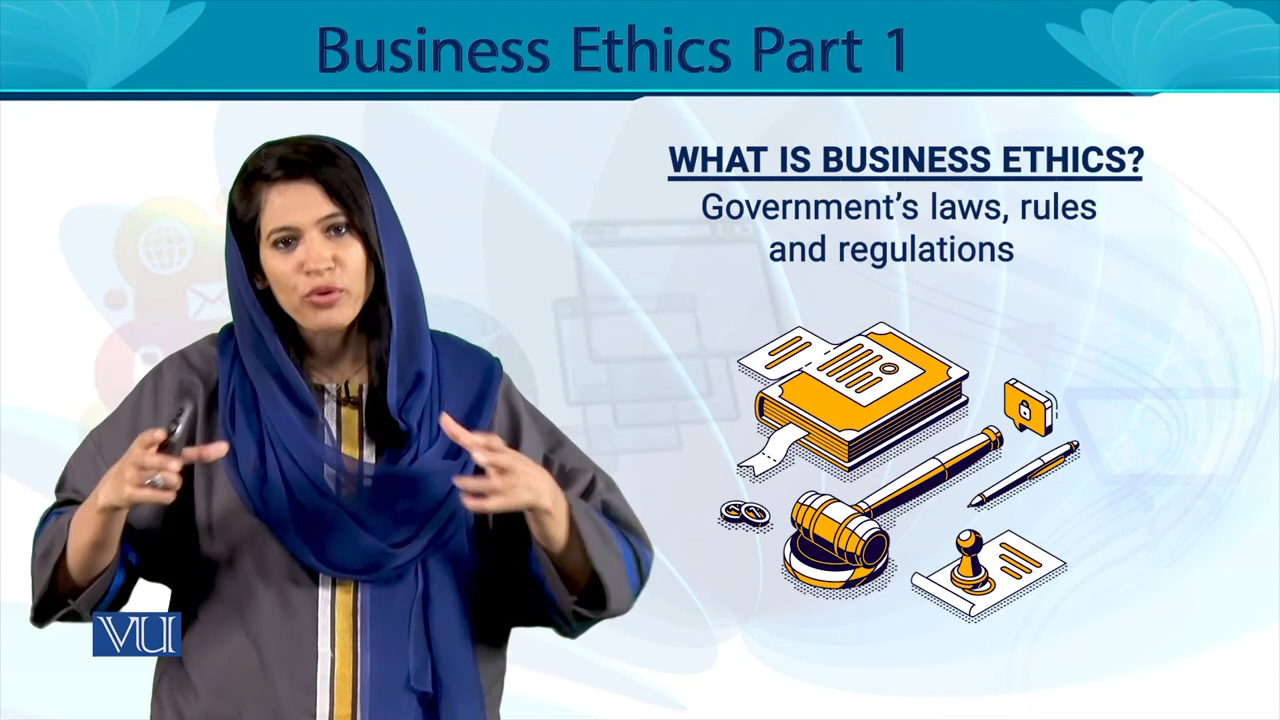 Business Ethics Part 1
WHAT IS BUSINESS ETHICS?
Government's laws, rules
and regulations
VU